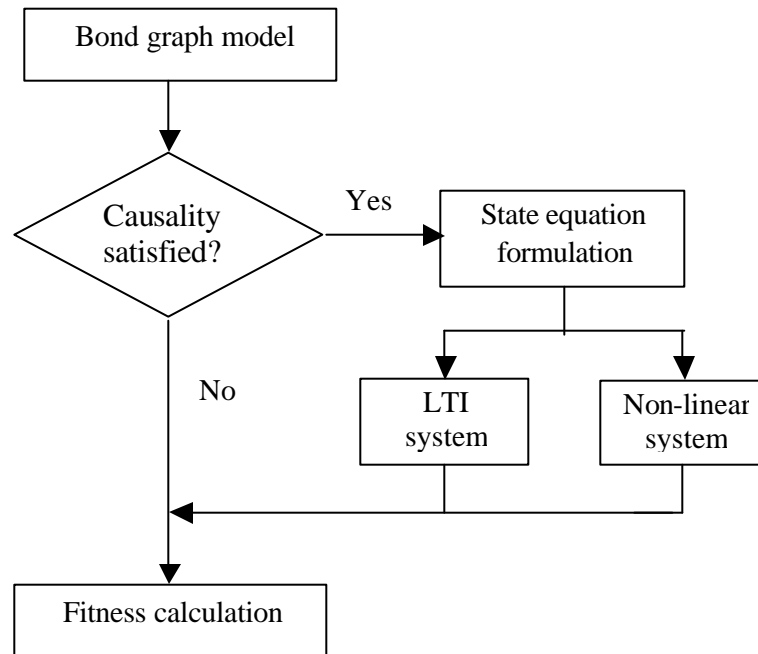 Bond graph model
Causality
satisfied?
Yes
State equation
formulation
No
LTI
system
Non-linear
system
Fitness calculation